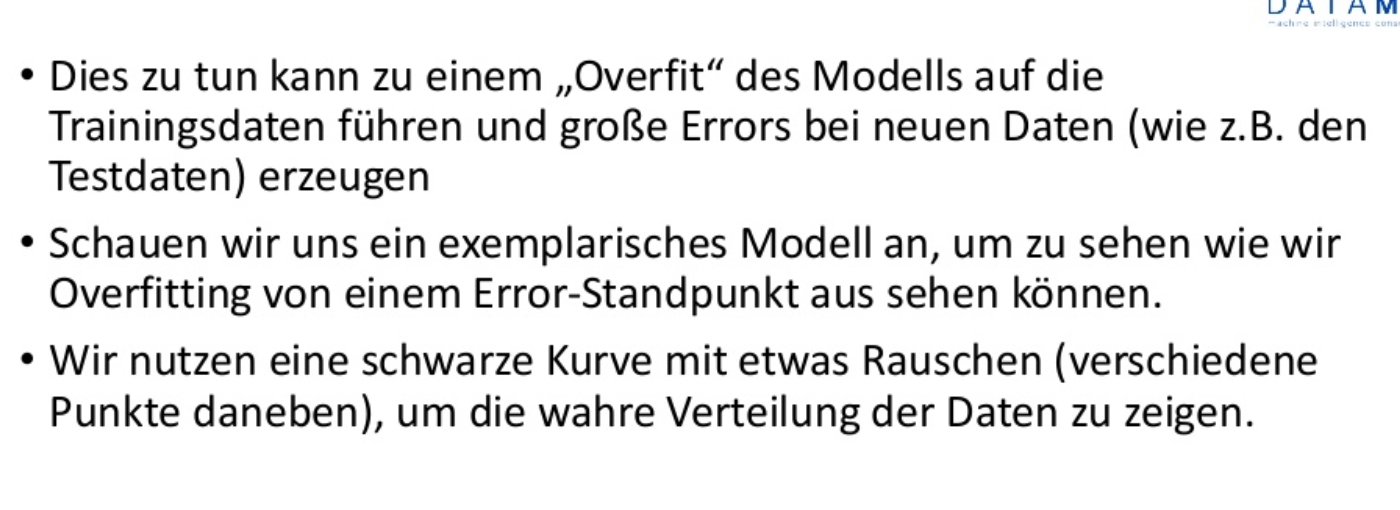 DATAM
machine intelligence cons
• Dies zu tun kann zu einem „Overfit“ des Modells auf die
Trainingsdaten führen und große Errors bei neuen Daten (wie z.B. den
Testdaten) erzeugen
• Schauen wir uns ein exemplarisches Modell an, um zu sehen wie wir
Overfitting von einem Error-Standpunkt aus sehen können.
• Wir nutzen eine schwarze Kurve mit etwas Rauschen (verschiedene
Punkte daneben), um die wahre Verteilung der Daten zu zeigen.